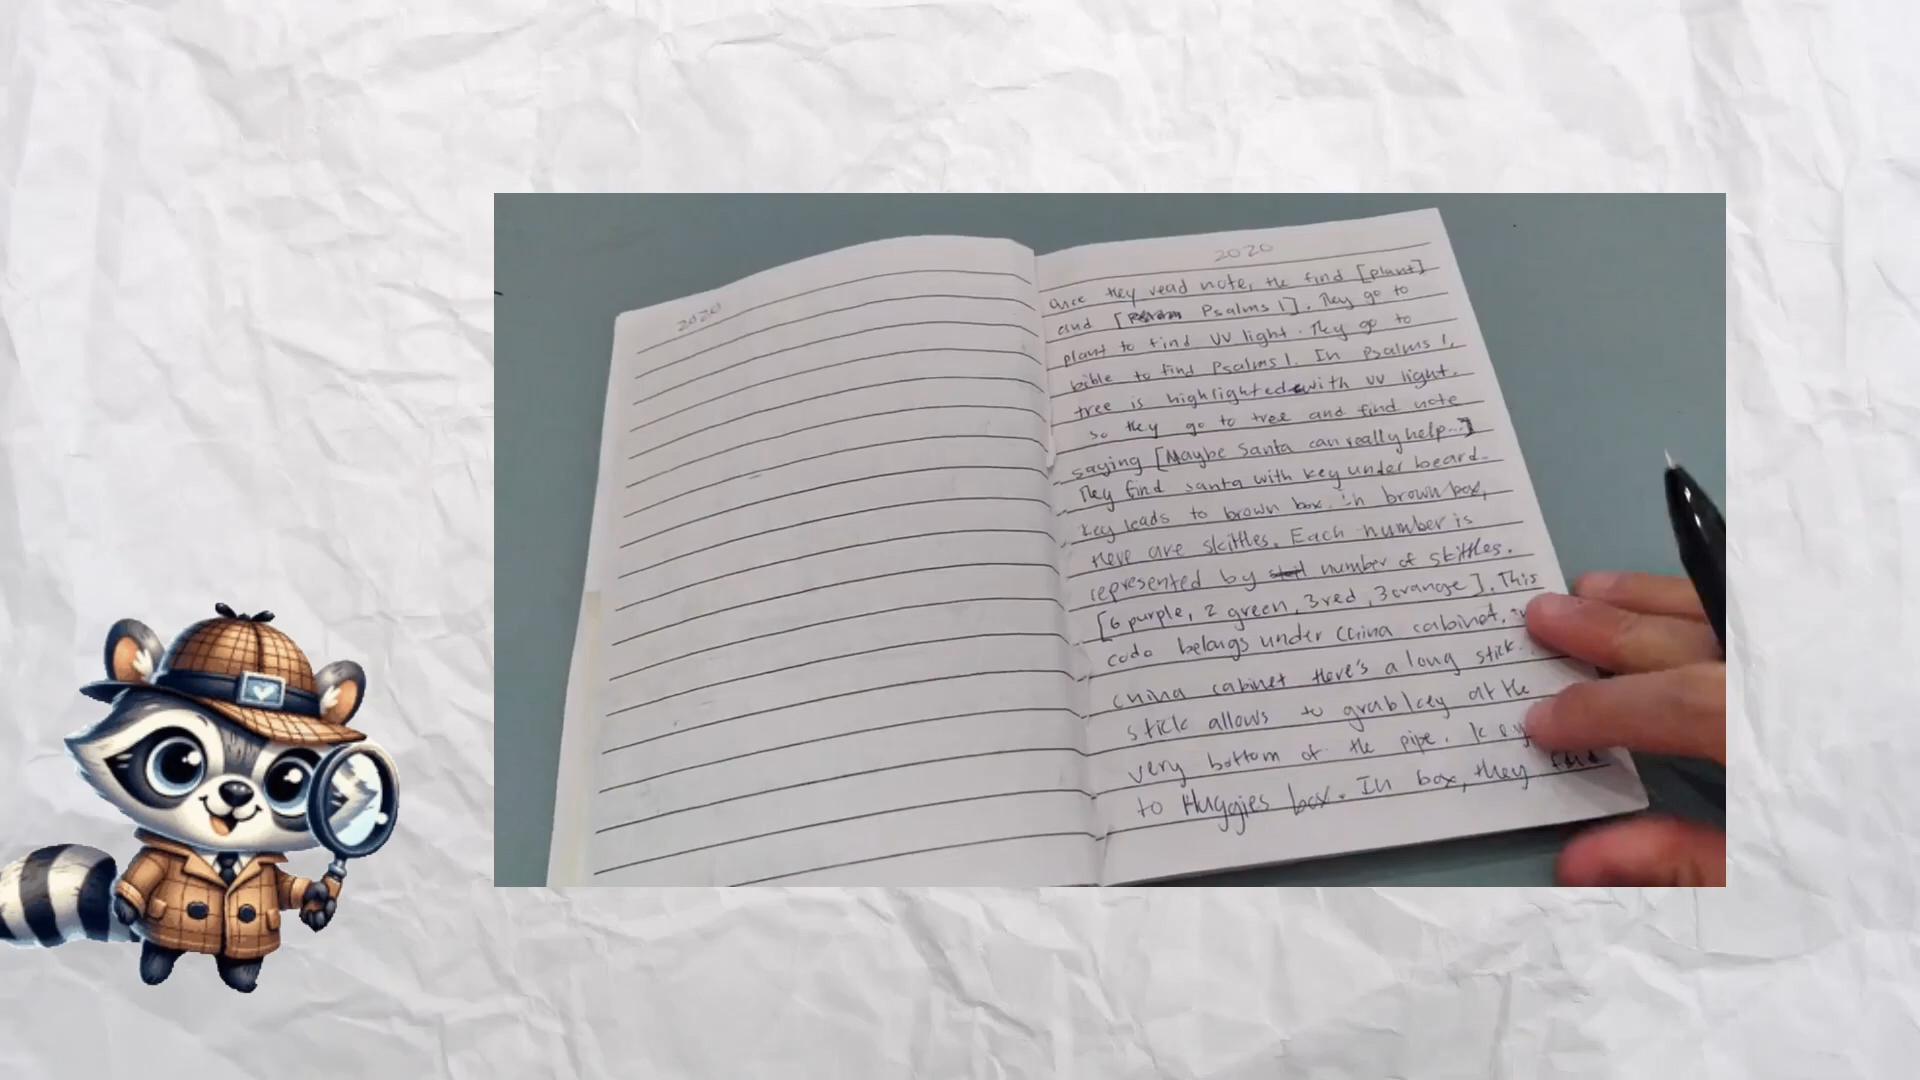 2020
2020
Once they read note, the find [plant]
and [Psalms 1]. They go to
plant to find UV light. They go to
bible to find Psalms 1. In Psalms 1,
tree is highlighted with UV light.
so they go to tree and find note
saying [Maybe Santa can really help...]
They find santa with key under beard.
Key leads to brown box. in brown box,
there are skittles. Each number is
represented by number of skittles.
[6 purple, 2 green, 3 red, 3 orange]. This
code belongs under China cabinet.
China cabinet there's a long stick.
stick allows to grab key at the
very bottom of the pipe. Key
to Huggies box. In box, they find